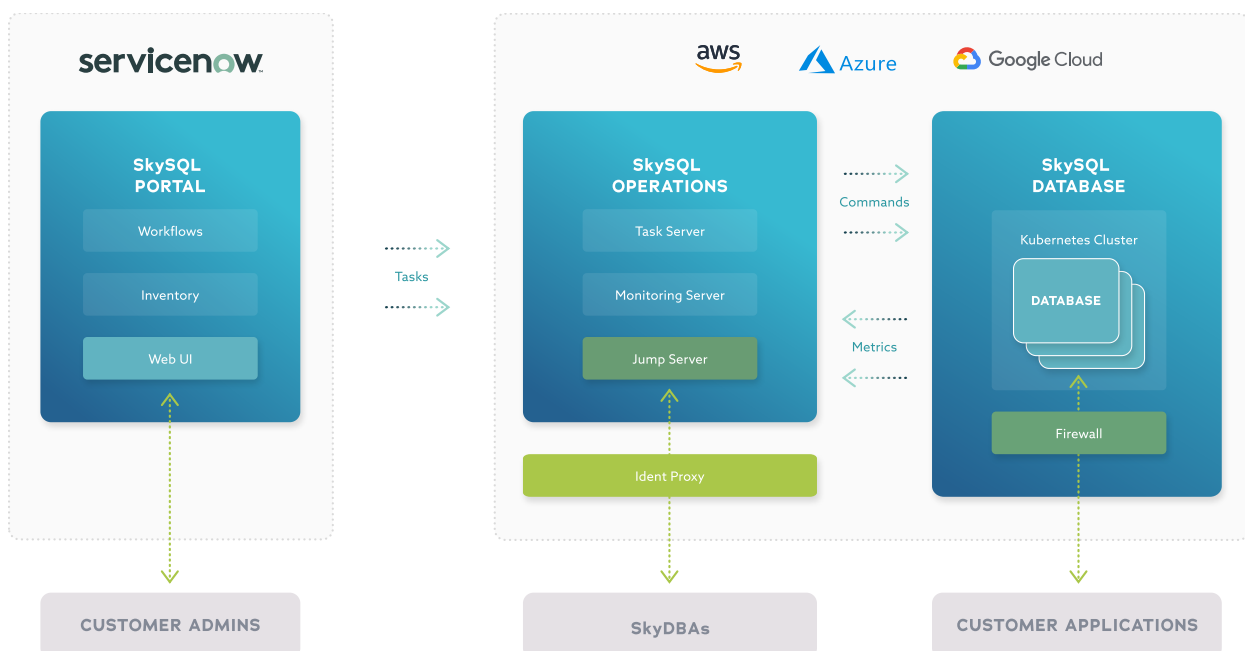 servicenow™
aws
Azure
Google Cloud
SkySQL
PORTAL
Workflows
Inventory
Web UI
Tasks
SkySQL
OPERATIONS
Task Server
Monitoring Server
Jump Server
Ident Proxy
Commands
Metrics
SkySQL
DATABASE
Kubernetes Cluster
DATABASE
Firewall
CUSTOMER ADMINS
SkyDBAs
CUSTOMER APPLICATIONS